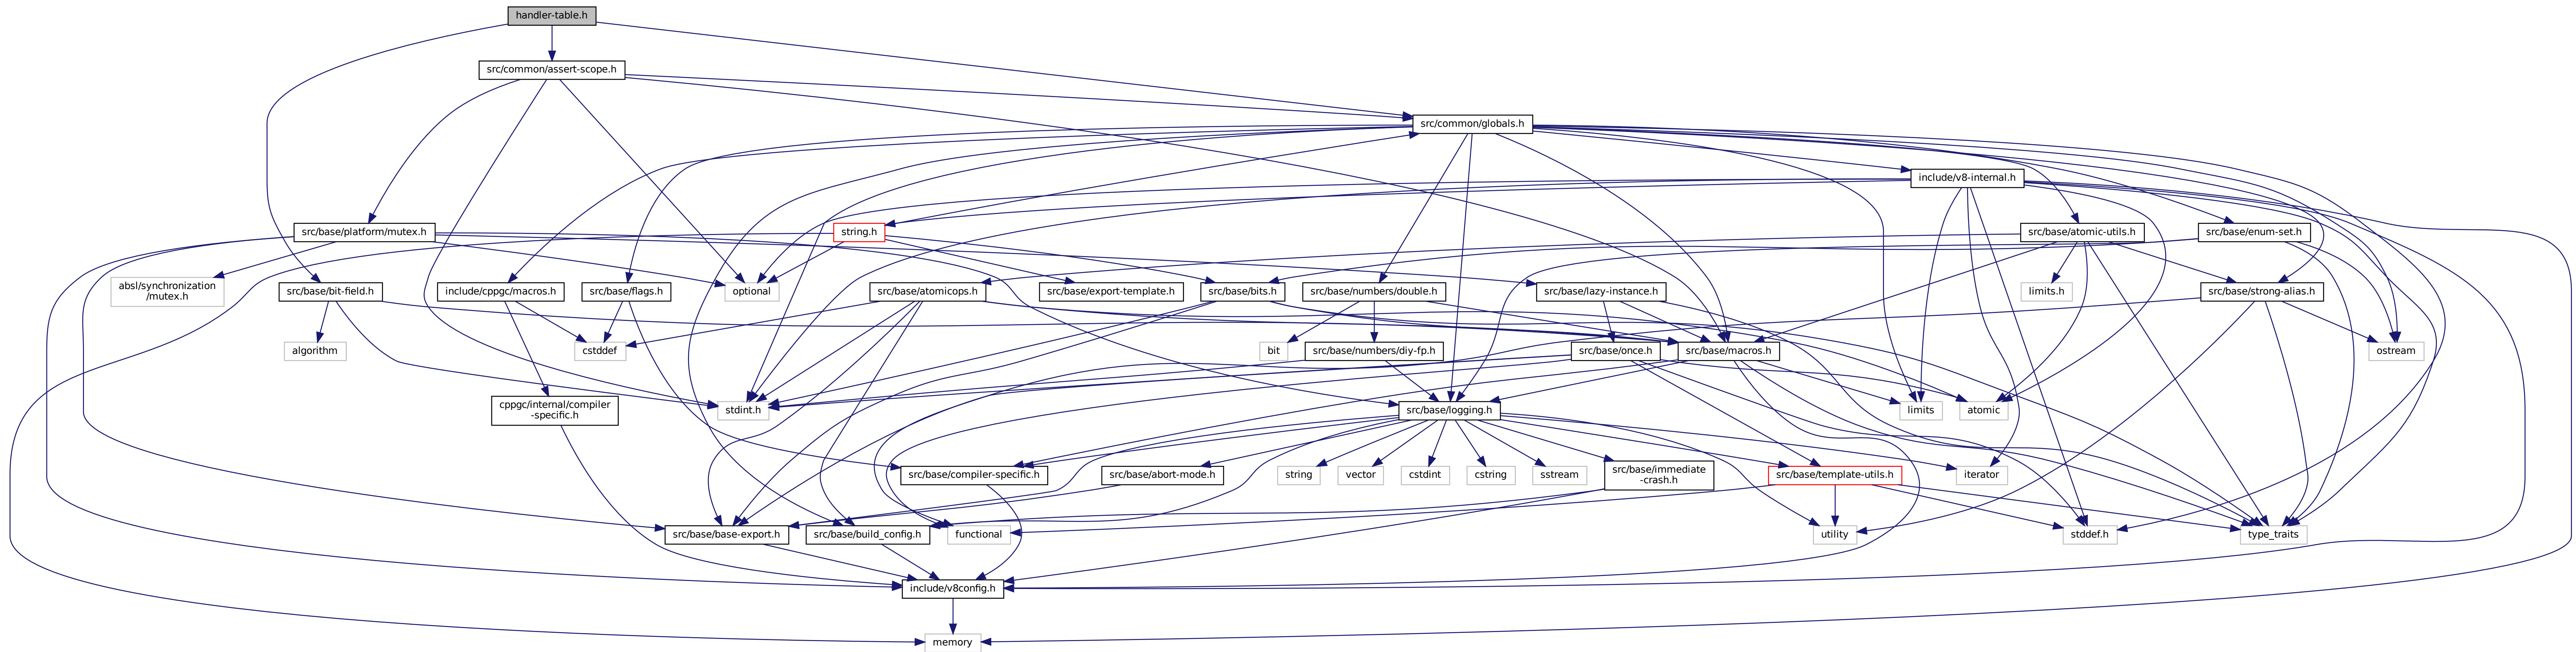 handler-table.h
src/common/assert-scope.h
src/common/globals.h
include/v8-internal.h
src/base/platform/mutex.h
string.h
src/base/atomic-utils.h
src/base/enum-set.h
absl/synchronization
/mutex.h
src/base/bit-field.h
include/cppgc/macros.h
src/base/flags.h
optional
src/base/atomicops.h
src/base/export-template.h
src/base/bits.h
src/base/numbers/double.h
src/base/lazy-instance.h
limits.h
src/base/strong-alias.h
algorithm
cstddef
bit
src/base/numbers/diy-fp.h
src/base/once.h
src/base/macros.h
ostream
cppgc/internal/compiler
-specific.h
stdint.h
src/base/logging.h
limits
atomic
src/base/compiler-specific.h
src/base/abort-mode.h
string
vector
cstdint
cstring
sstream
src/base/immediate
-crash.h
src/base/template-utils.h
iterator
src/base/base-export.h
src/base/build_config.h
functional
utility
stddef.h
type_traits
include/v8config.h
memory